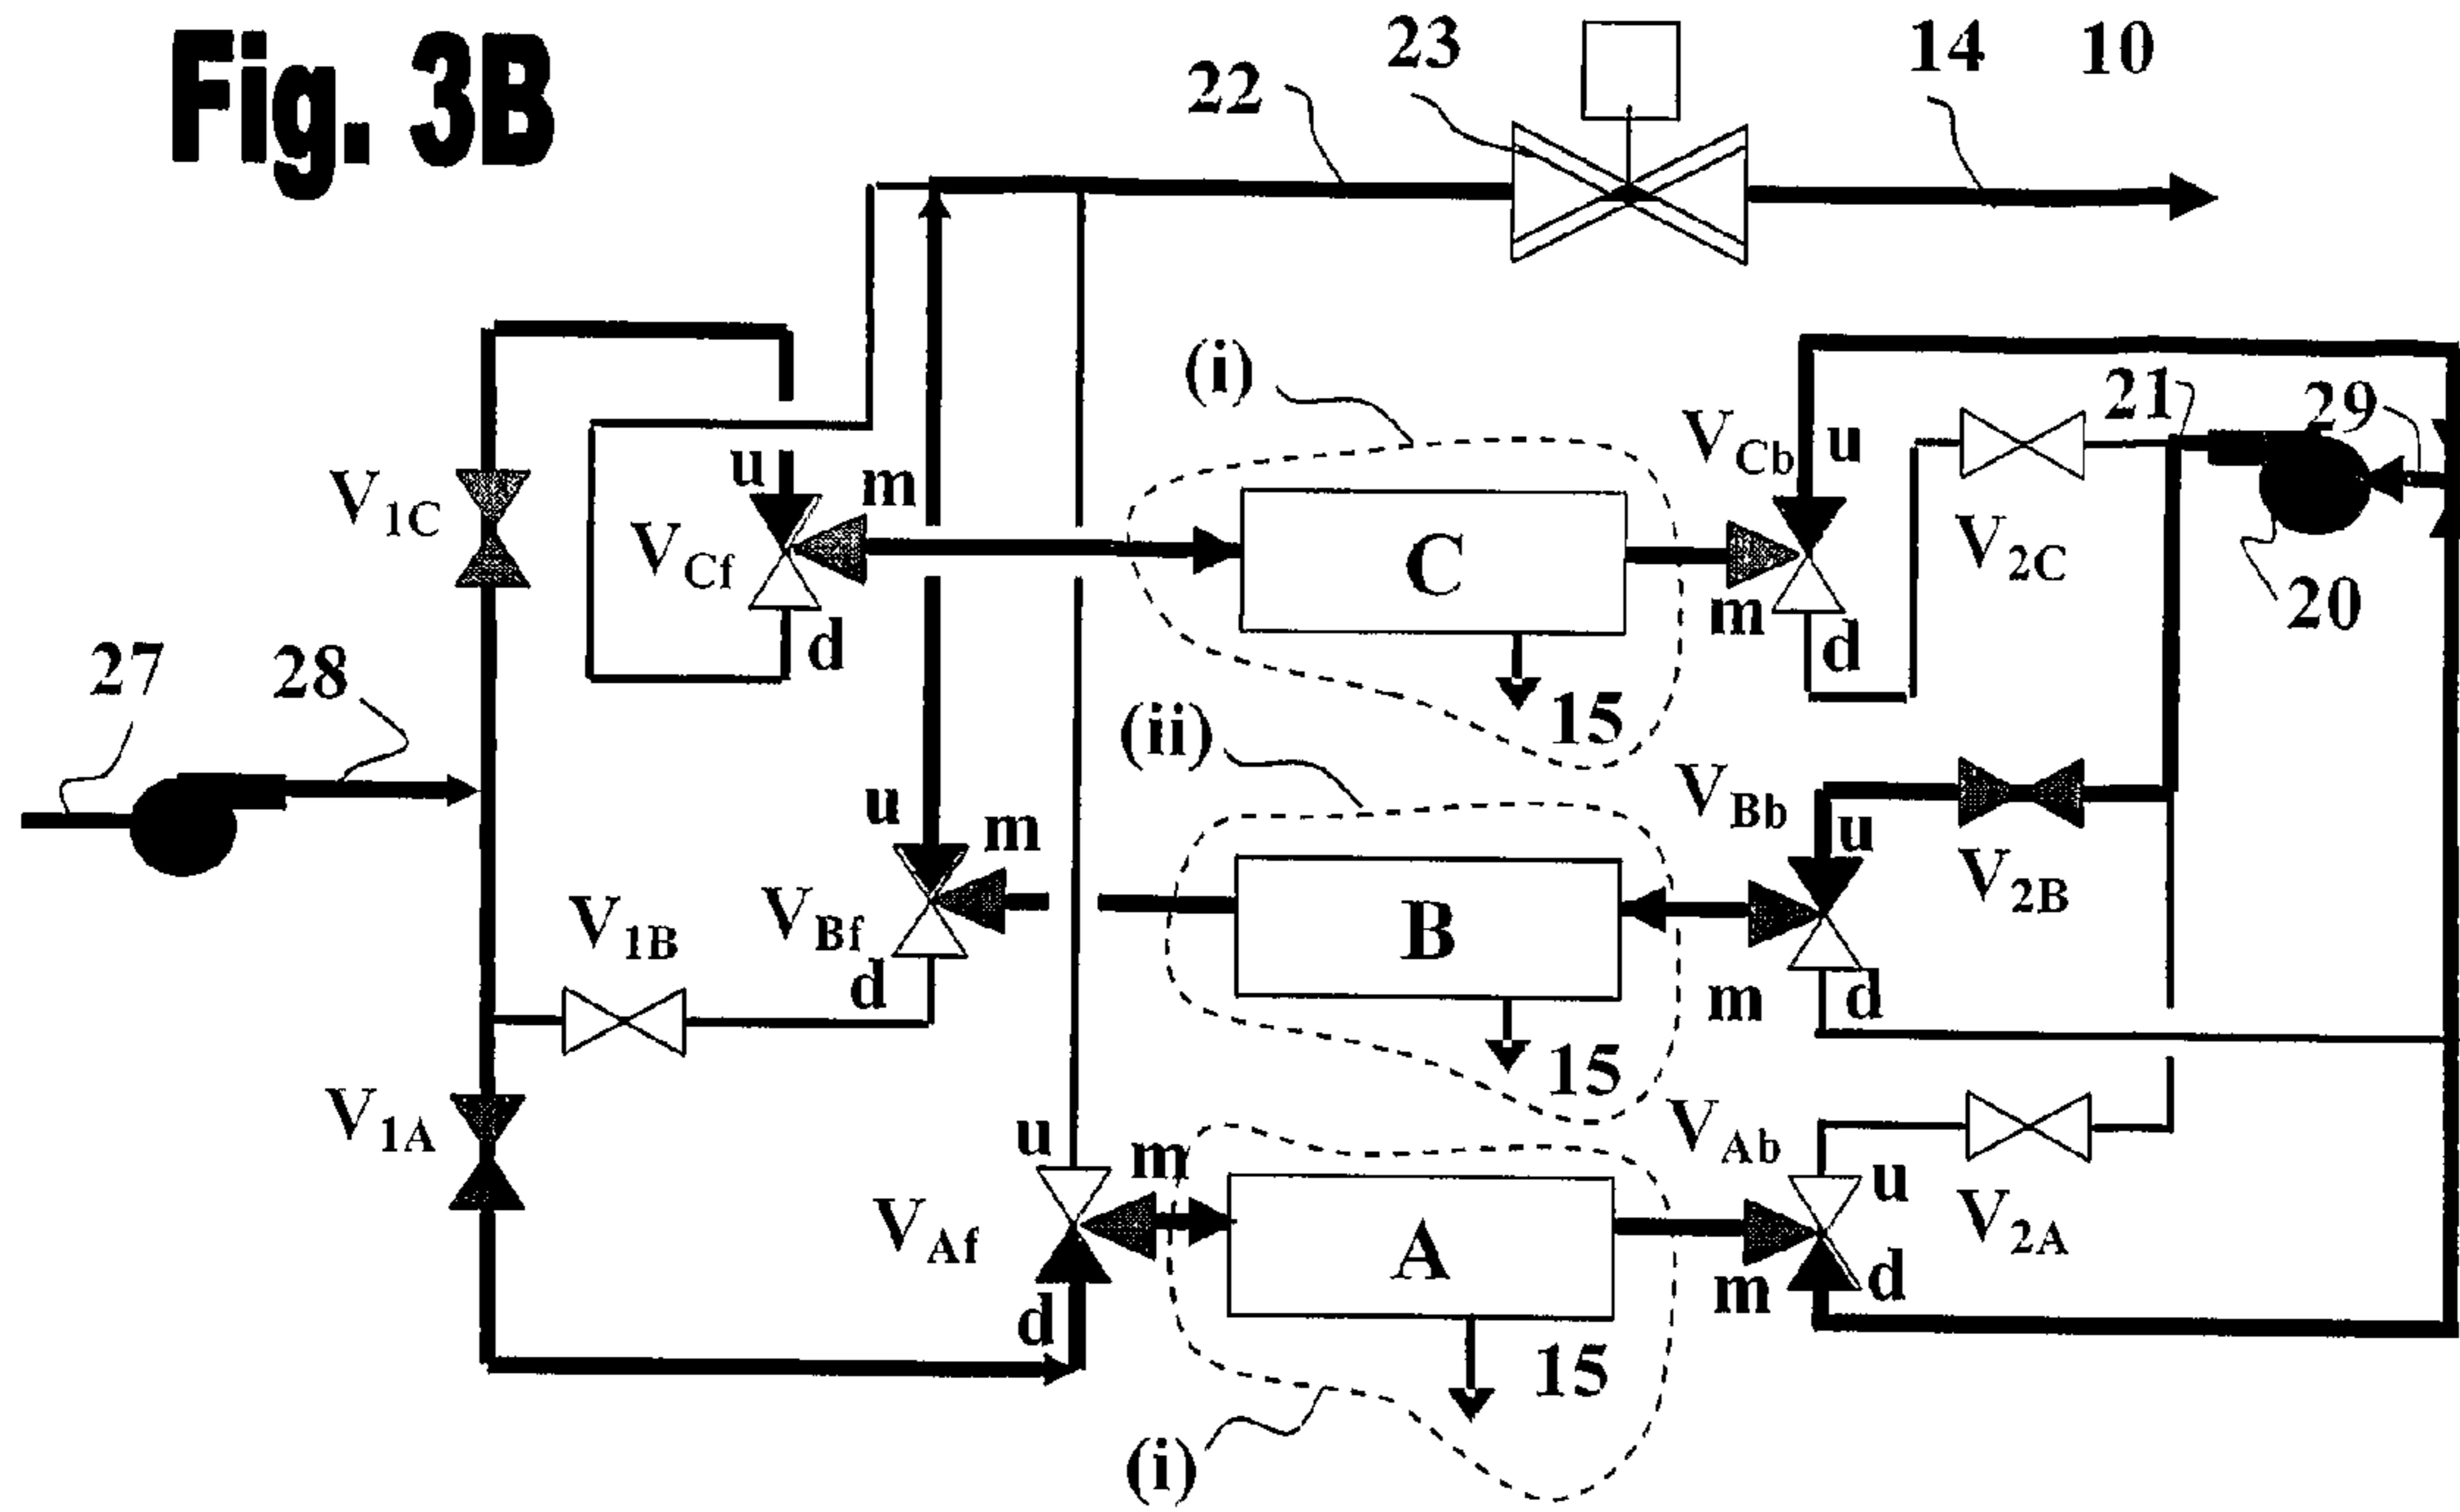 Fig. 3B
23 14 10
22
(i)
21
29
V1C
u m
VCf
d
C
VCb u
m
d
V2C
20
15
27 28
(ii)
u m
V1B VBf
d
B
VBb
u
m d
V2B
15
V1A
u m
VAf
d
A
VAb
u
m d
V2A
15
(i)